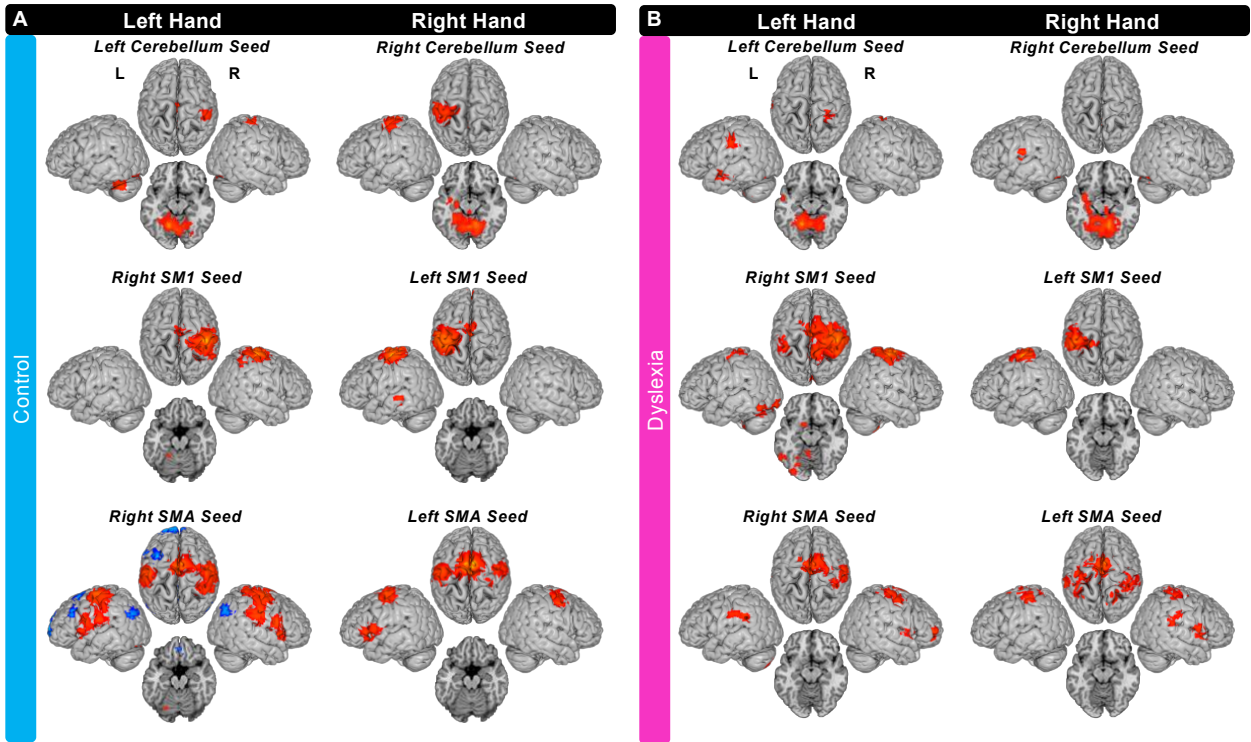 A
Left Hand
Right Hand
Left Cerebellum Seed
Right Cerebellum Seed
L
R
Right SM1 Seed
Left SM1 Seed
Right SMA Seed
Left SMA Seed
Control
B
Left Hand
Right Hand
Left Cerebellum Seed
Right Cerebellum Seed
L
R
Right SM1 Seed
Left SM1 Seed
Right SMA Seed
Left SMA Seed
Dyslexia